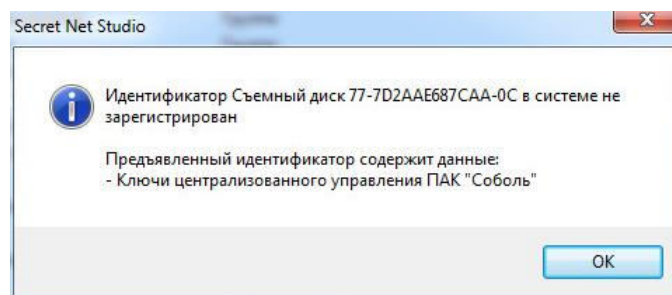 Secret Net Studio
Идентификатор Съемный диск 77-7D2AAE687CAA-0C в системе не
зарегистрирован
Предъявленный идентификатор содержит данные:
- Ключи централизованного управления ПАК "Соболь"
OK